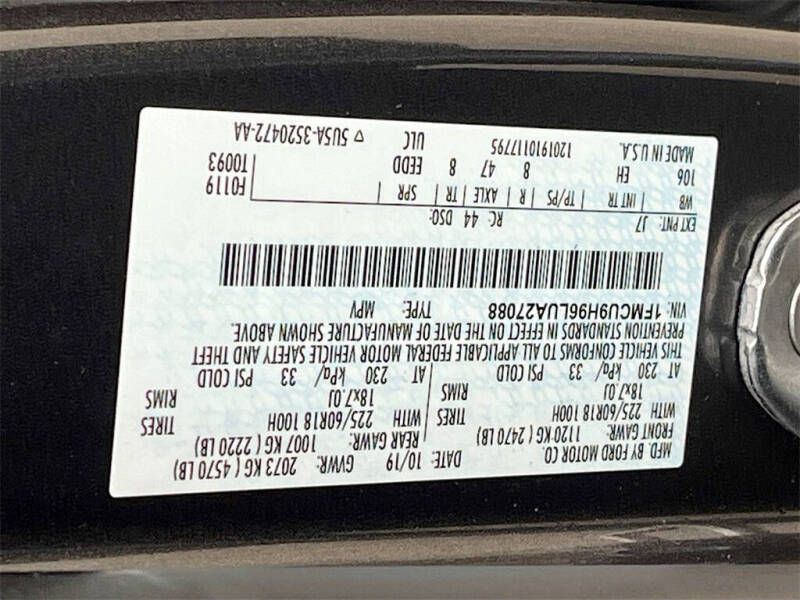 MFD. BY FORD MOTOR CO. DATE: 10/19 GVWR: 2073 KG ( 4570 LB)
FRONT GAWR: 1120 KG ( 2470 LB) REAR GAWR: 1007 KG ( 2220 LB)
WITH 225/60R18 100H TIRES WITH 225/60R18 100H TIRES
18x7.0J RIMS 18x7.0J RIMS
AT 230 kPa/ 33 PSI COLD AT 230 kPa/ 33 PSI COLD
THIS VEHICLE CONFORMS TO ALL APPLICABLE FEDERAL MOTOR VEHICLE SAFETY AND THEFT
PREVENTION STANDARDS IN EFFECT ON THE DATE OF MANUFACTURE SHOWN ABOVE.
VIN: 1FMCU9H96LUA27088 TYPE: MPV
EXT PNT: J7 RC: 44 DSO:
WB | INT TR | TP/PS | R | AXLE | TR | SPR F0119
106 EH 8 47 8 EEDD T0093
MADE IN U.S.A. 1201910117795 ULC ▽ 5U5A-3S20472-AA